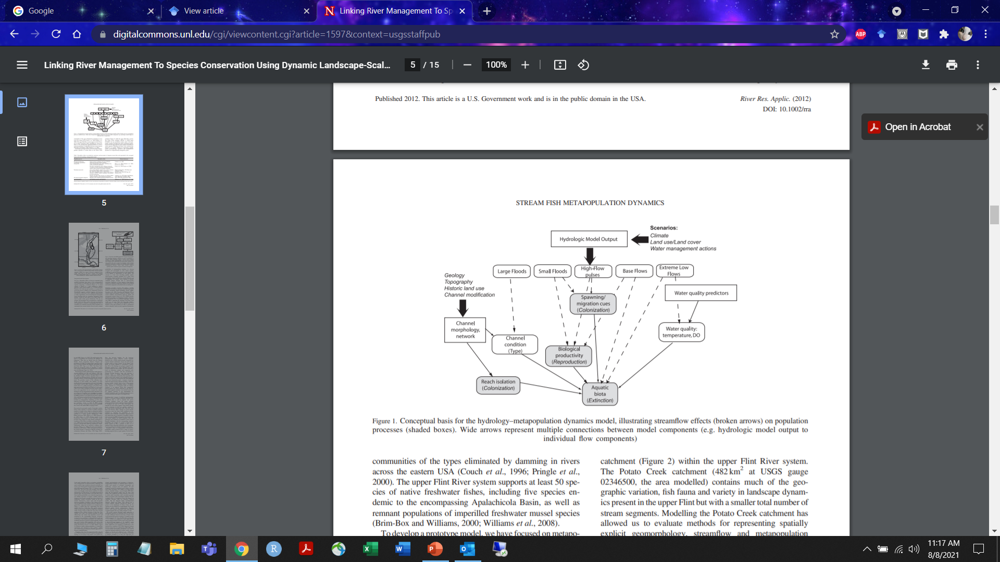 Google
View article
Linking River Management To Sp
digitalcommons.unl.edu/cgi/viewcontent.cgi?article=1597&context=usgsstaffpub
ABP
Linking River Management To Species Conservation Using Dynamic Landscape-Scal...
5 / 15
100%
5
6
7
Published 2012. This article is a U.S. Government work and is in the public domain in the USA.
River Res. Applic. (2012)
DOI: 10.1002/rra
Open in Acrobat
STREAM FISH METAPOPULATION DYNAMICS
Scenarios:
Climate
Land use/Land cover
Water management actions
Hydrologic Model Output
Large Floods
Small Floods
High-Flow
pulses
Base Flows
Extreme Low
Flows
Geology
Topography
Historic land use
Channel modification
Water quality predictors
Spawning/
migration cues
(Colonization)
Channel
morphology,
network
Water quality:
temperature, DO
Channel
condition
(Type)
Biological
productivity
(Reproduction)
Reach isolation
(Colonization)
Aquatic
biota
(Extinction)
Figure 1. Conceptual basis for the hydrology–metapopulation dynamics model, illustrating streamflow effects (broken arrows) on population
processes (shaded boxes). Wide arrows represent multiple connections between model components (e.g. hydrologic model output to
individual flow components)
communities of the types eliminated by damming in rivers
across the eastern USA (Couch et al., 1996; Pringle et al.,
2000). The upper Flint River system supports at least 50 spe-
cies of native freshwater fishes, including five species en-
demic to the encompassing Apalachicola Basin, as well as
remnant populations of imperilled freshwater mussel species
(Brim-Box and Williams, 2000; Williams et al., 2008).
To develop a prototype model, we have focused on metapo-
catchment (Figure 2) within the upper Flint River system.
The Potato Creek catchment (482 km² at USGS gauge
02346500, the area modelled) contains much of the geo-
graphic variation, fish fauna and variety in landscape dynam-
ics present in the upper Flint but with a smaller total number of
stream segments. Modelling the Potato Creek catchment has
allowed us to evaluate methods for representing spatially
explicit geomorphology, streamflow and metapopulation
11:17 AM
8/8/2021